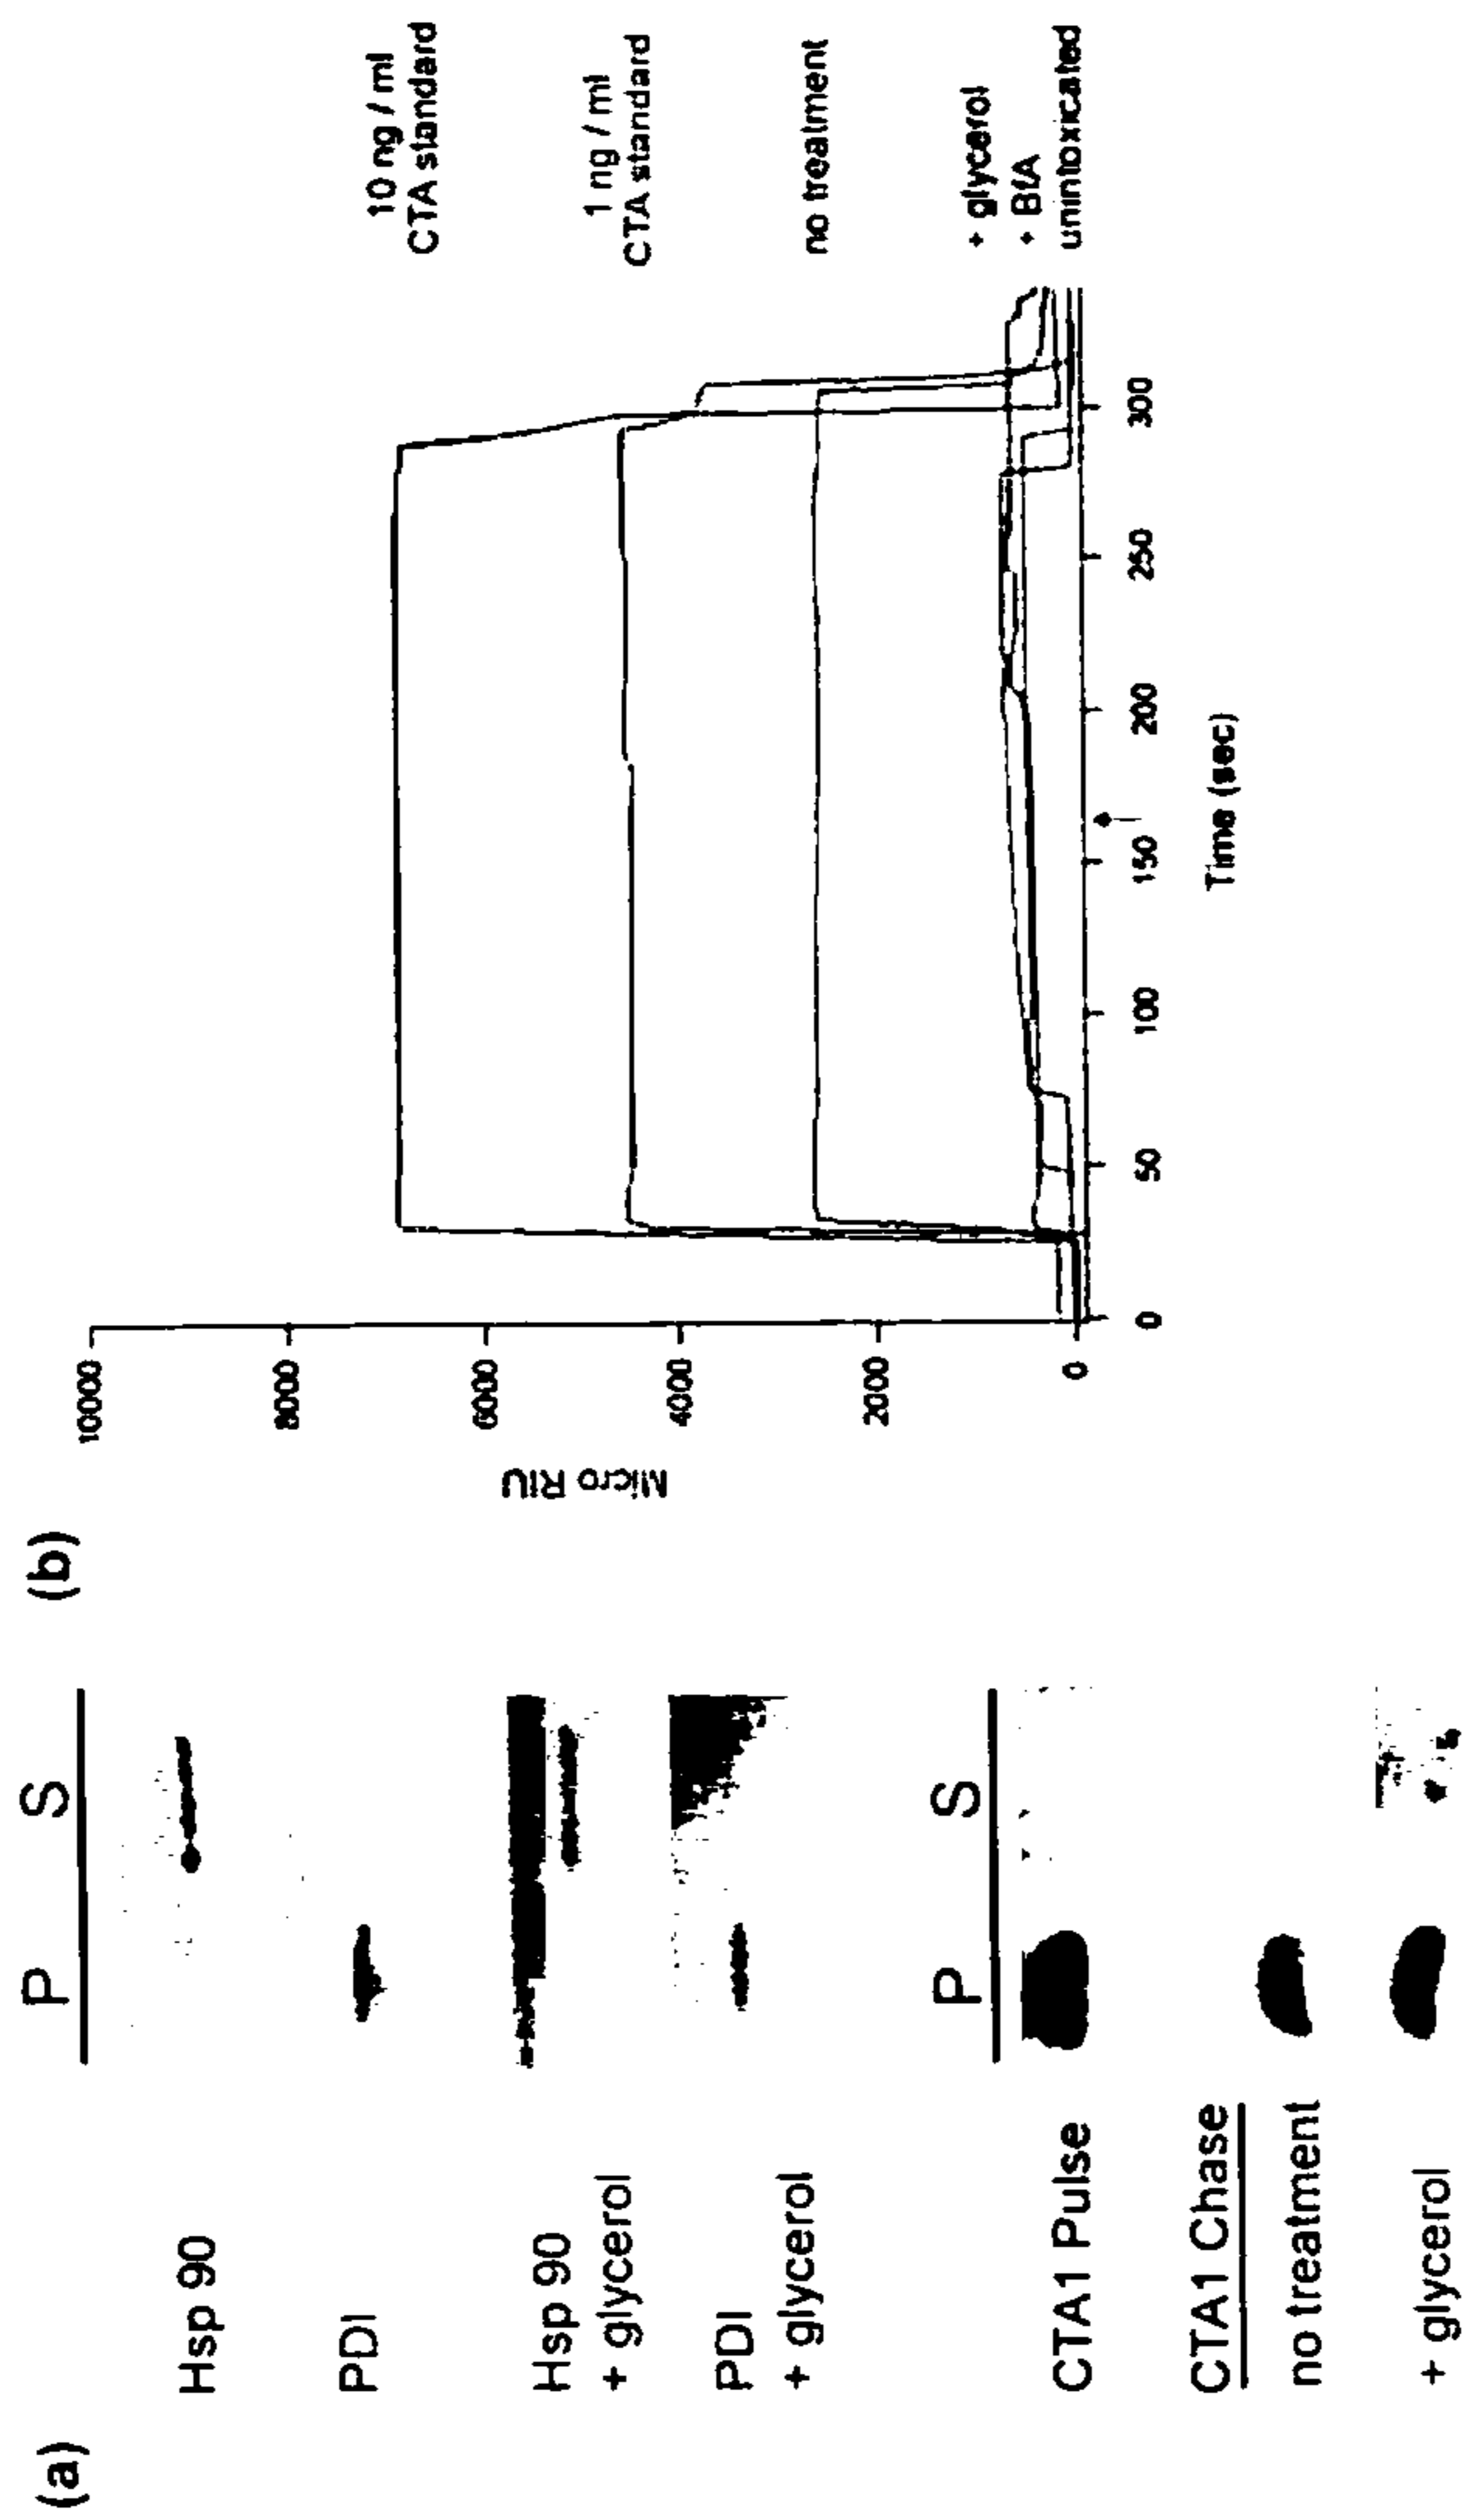 (a)
P S
Hsp 90
PDI
Hsp 90
+ glycerol
PDI
+ glycerol
P S
CTA1 Pulse
CTA1 Chase
no treatment
+ glycerol
(b)
Micro RIU
10000
8000
6000
4000
2000
0
0 50 100 150 200 250 300
Time (sec)
10 ng / ml
CTA standard
1 ng / ml
CTA standard
no treatment
+ glycerol
+ BfA
unintoxicated